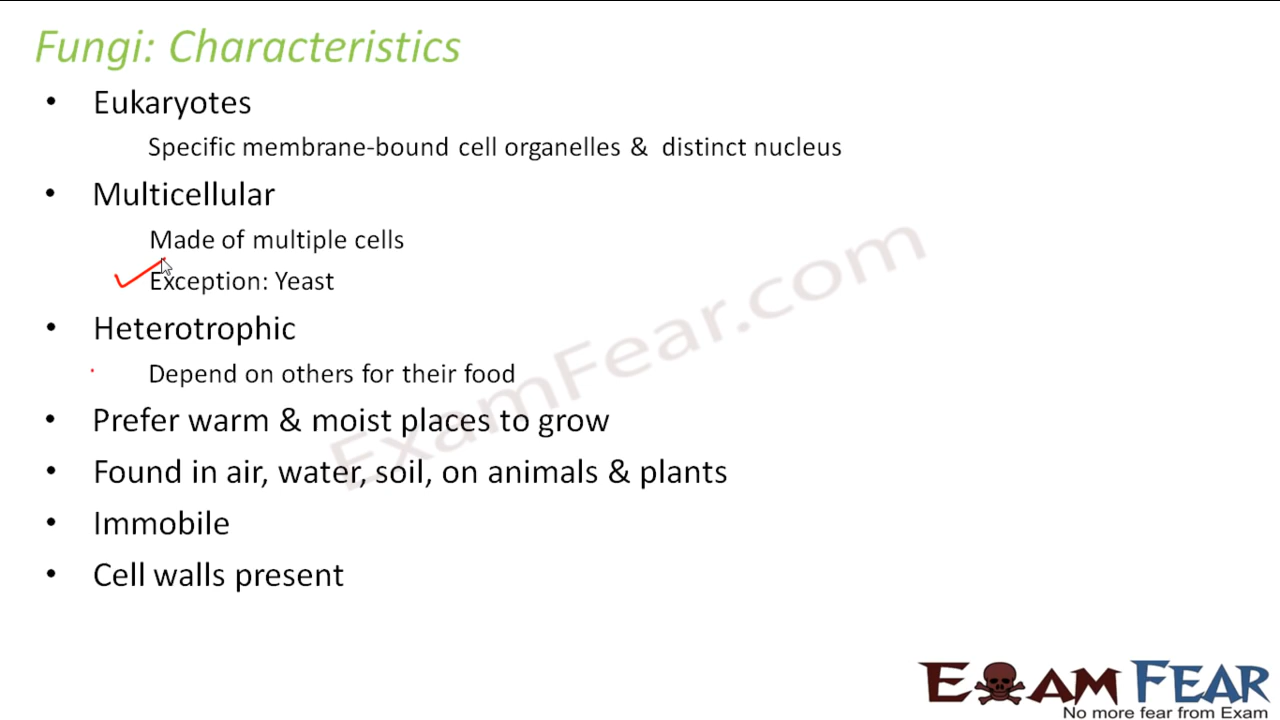 Fungi: Characteristics
• Eukaryotes
Specific membrane-bound cell organelles & distinct nucleus
• Multicellular
Made of multiple cells
Exception: Yeast
• Heterotrophic
Depend on others for their food
• Prefer warm & moist places to grow
• Found in air, water, soil, on animals & plants
• Immobile
• Cell walls present
ExamFear.com
EXAM FEAR
No more fear from Exam